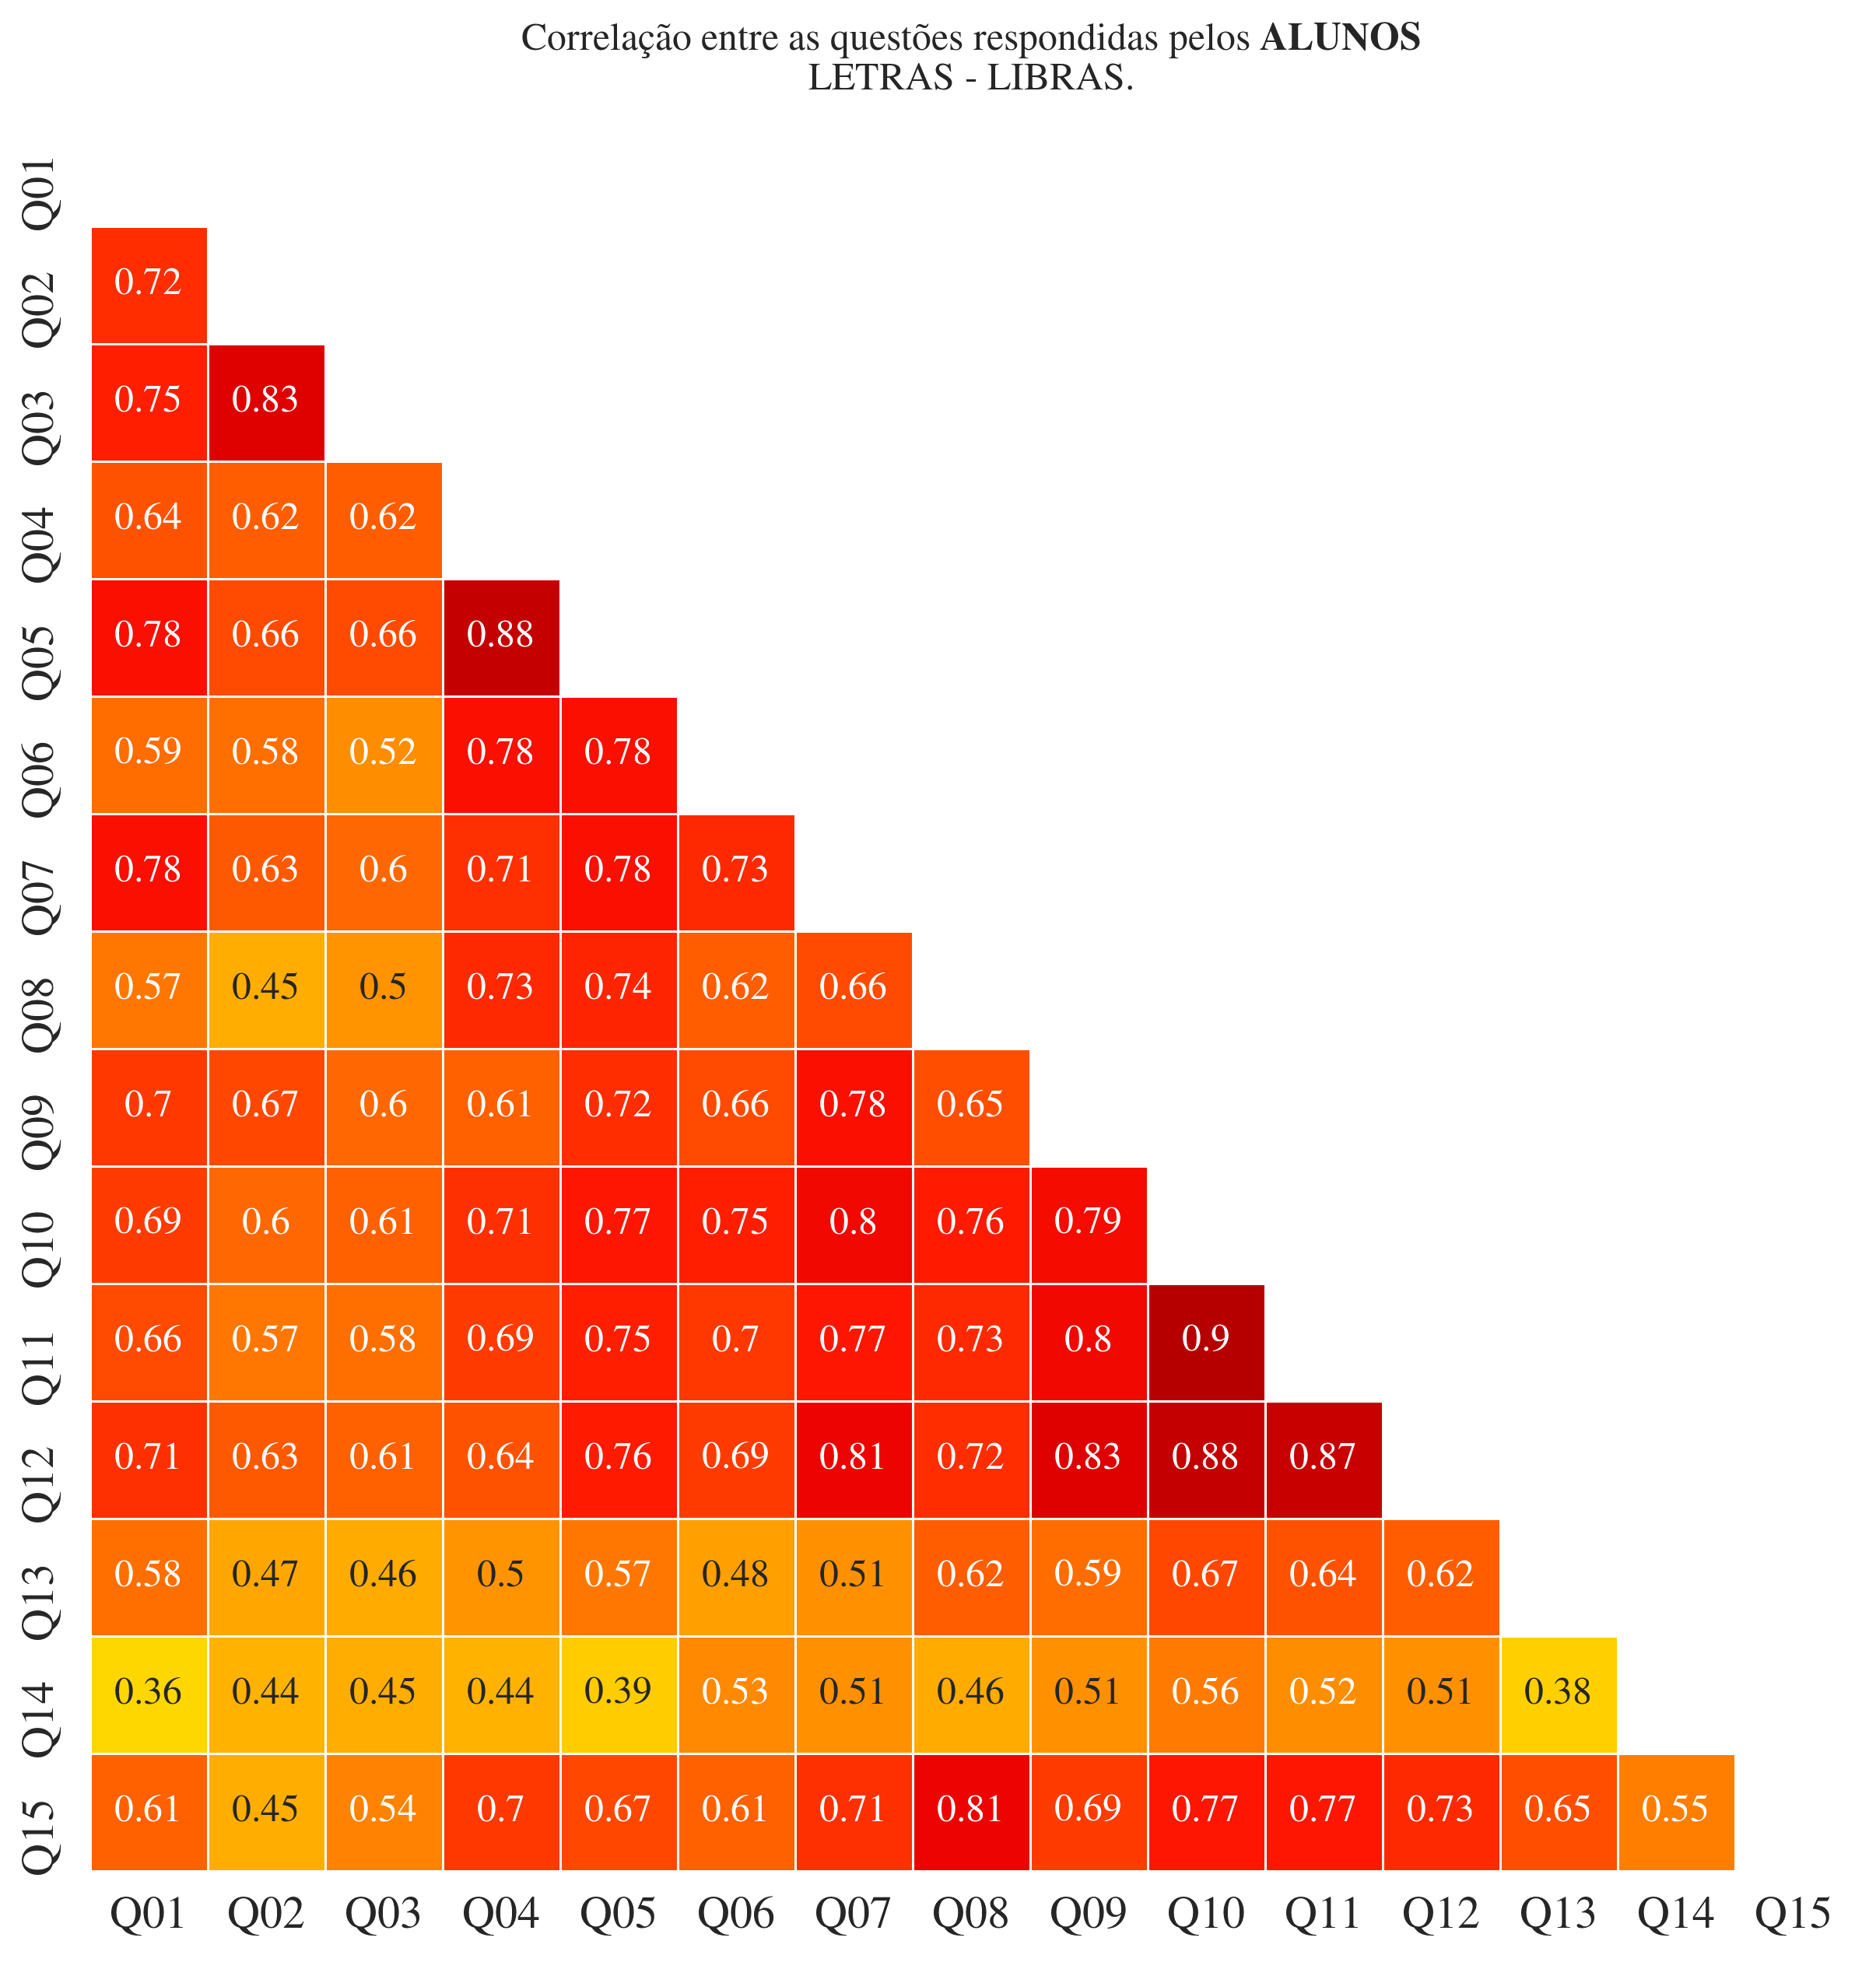 Correlação entre as questões respondidas pelos ALUNOS
LETRAS - LIBRAS.
Q01
Q02 0.72
Q03 0.75 0.83
Q04 0.64 0.62 0.62
Q05 0.78 0.66 0.66 0.88
Q06 0.59 0.58 0.52 0.78 0.78
Q07 0.78 0.63 0.6 0.71 0.78 0.73
Q08 0.57 0.45 0.5 0.73 0.74 0.62 0.66
Q09 0.7 0.67 0.6 0.61 0.72 0.66 0.78 0.65
Q10 0.69 0.6 0.61 0.71 0.77 0.75 0.8 0.76 0.79
Q11 0.66 0.57 0.58 0.69 0.75 0.7 0.77 0.73 0.8 0.9
Q12 0.71 0.63 0.61 0.64 0.76 0.69 0.81 0.72 0.83 0.88 0.87
Q13 0.58 0.47 0.46 0.5 0.57 0.48 0.51 0.62 0.59 0.67 0.64 0.62
Q14 0.36 0.44 0.45 0.44 0.39 0.53 0.51 0.46 0.51 0.56 0.52 0.51 0.38
Q15 0.61 0.45 0.54 0.7 0.67 0.61 0.71 0.81 0.69 0.77 0.77 0.73 0.65 0.55
Q01 Q02 Q03 Q04 Q05 Q06 Q07 Q08 Q09 Q10 Q11 Q12 Q13 Q14 Q15